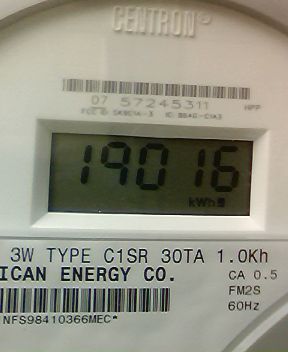 CENTRON®
07 57245311
19016
kWh
3W TYPE C1SR 30TA 1.0Kh
ICAN ENERGY CO.
CA 0.5
FM2S
60Hz
NFS98410366MEC*